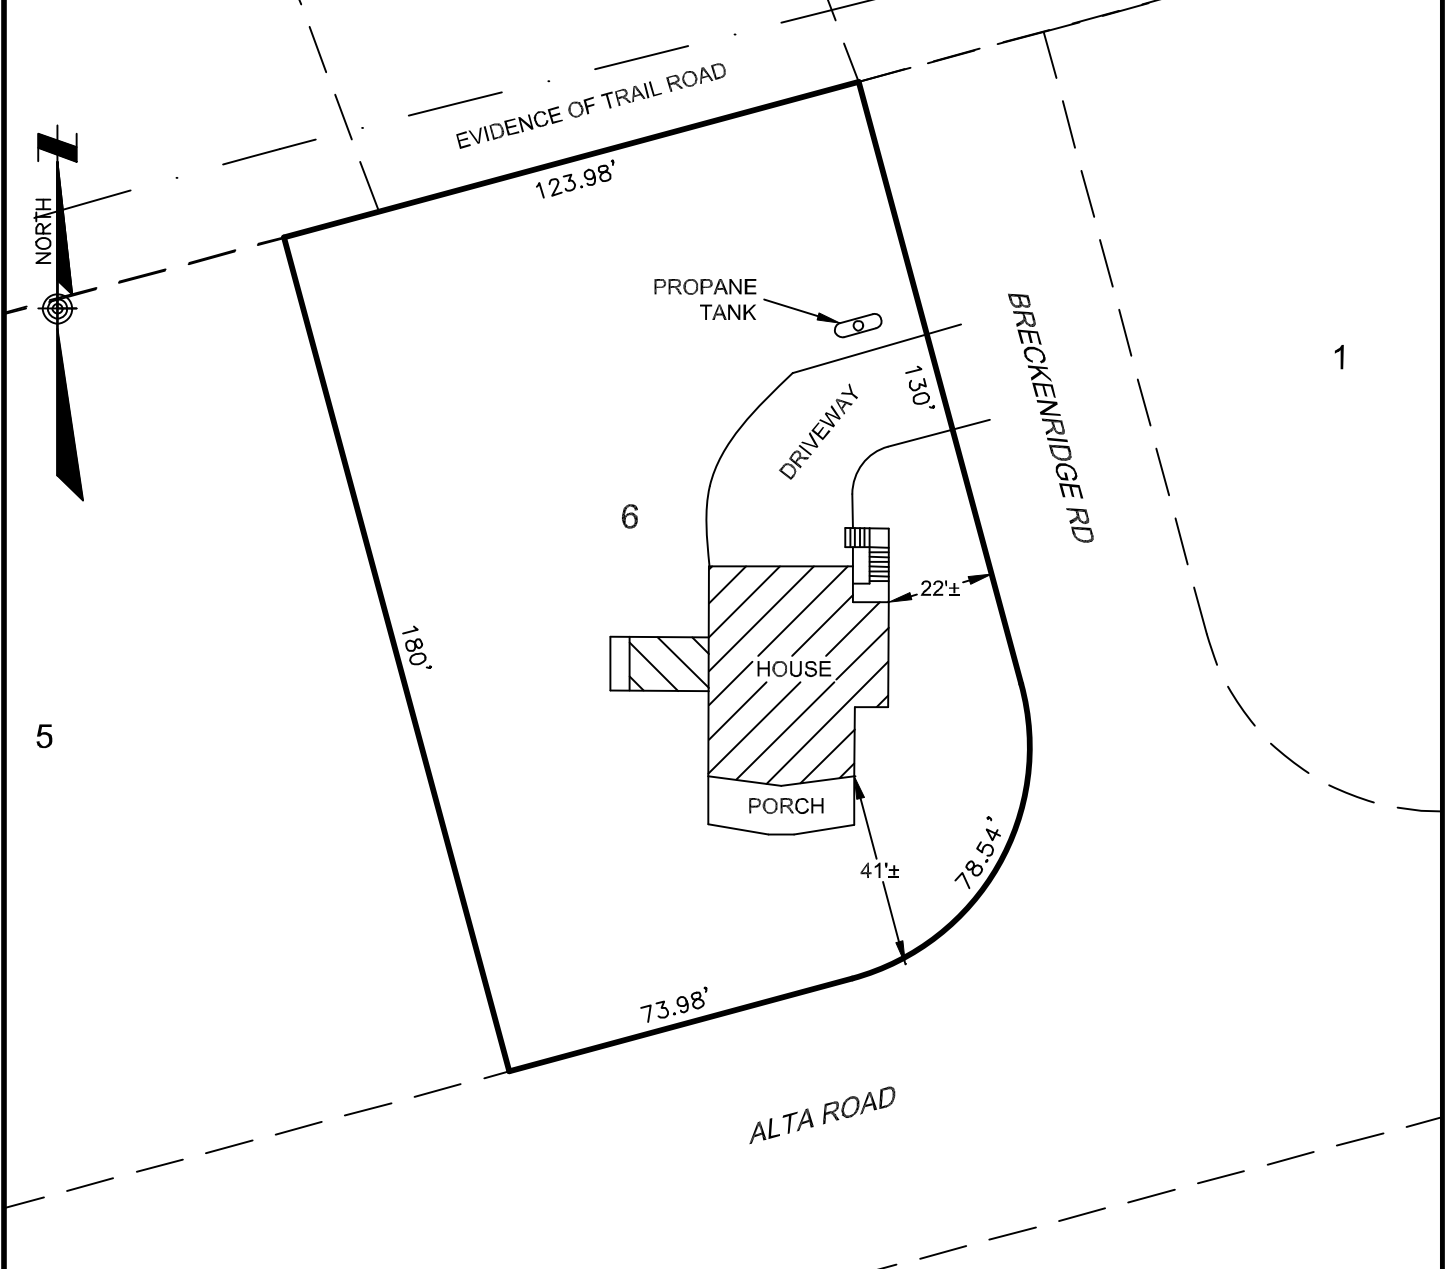 EVIDENCE OF TRAIL ROAD
123.98'
NORTH
PROPANE
TANK
BRECKENRIDGE RD
1
130'
DRIVEWAY
6
22'±
180'
HOUSE
5
PORCH
78.54'
41'±
73.98'
ALTA ROAD